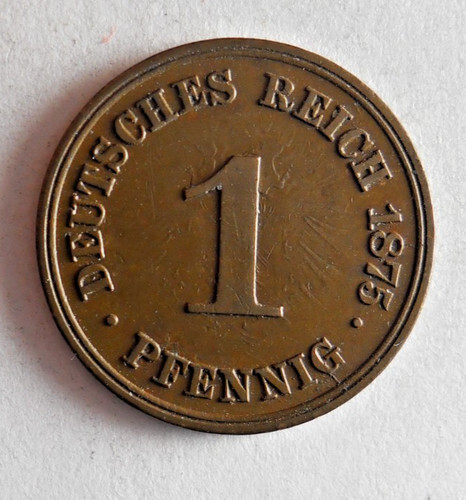 DEUTSCHES REICH 1875
1
· PFENNIG ·